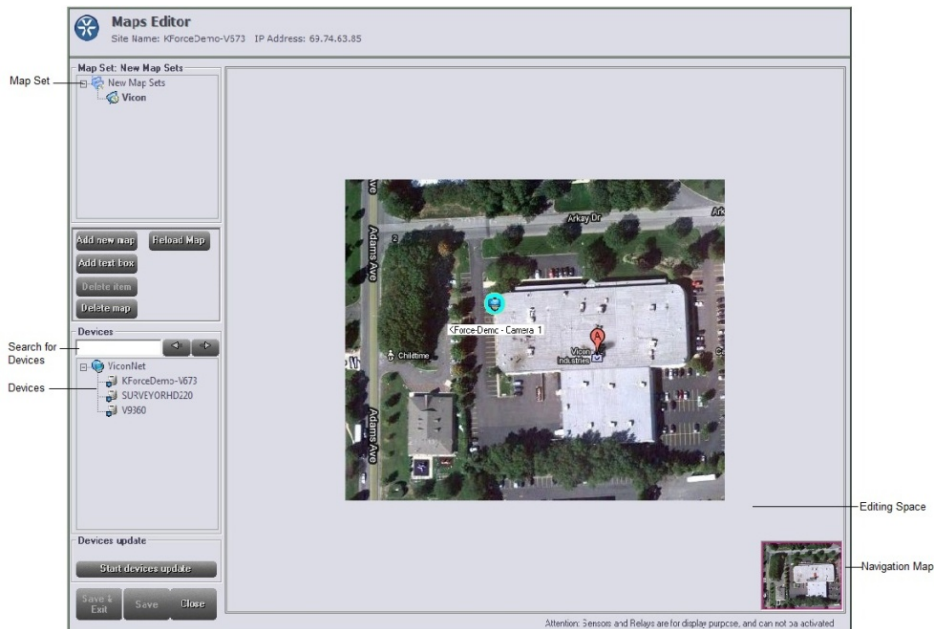 Maps Editor
Site Name: KForceDemo-V573 IP Address: 69.74.63.85
Map Set: New Map Sets
Map Set
New Map Sets
Vicon
Add new map
Reload Map
Add text box
Delete item
Delete map
Devices
Search for
Devices
Devices
ViconNet
KForceDemo-V673
SURVEYORHD220
V9360
Devices update
Start devices update
Save &
Exit
Save
Close
Ave
Arkay Dr
Ark
Adams Ave
KForce-Demo - Camera 1
A
Vicon
Industries
Childtime
Adams Ave
Editing Space
Navigation Map
Attention: Sensors and Relays are for display purpose, and can not be activated